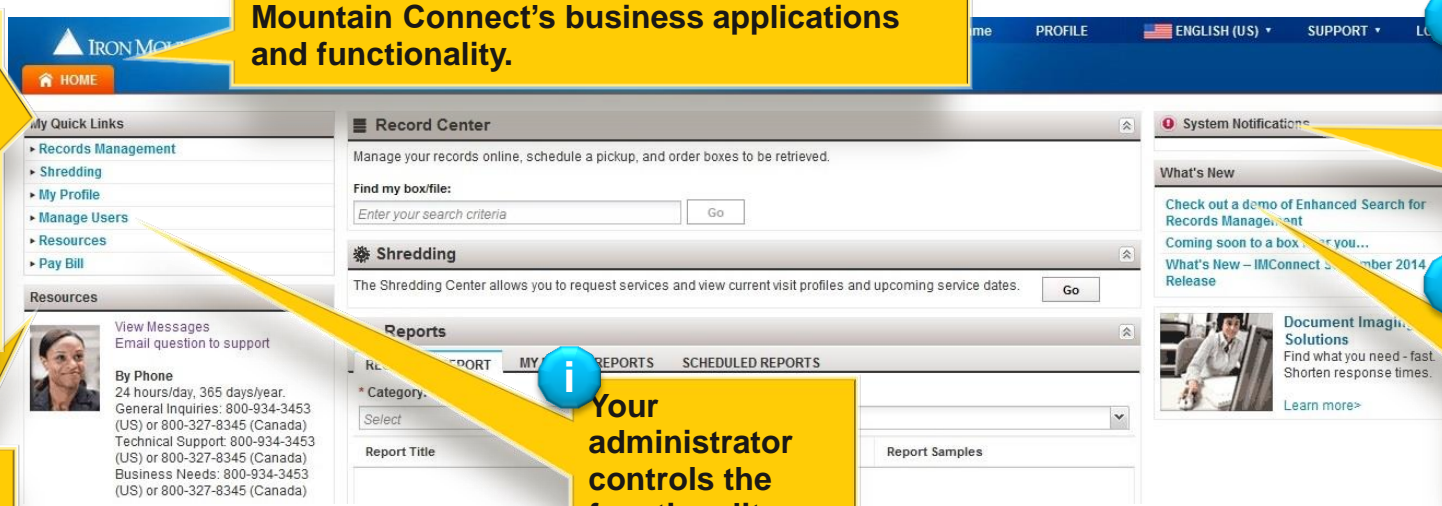 Mountain Connect's business applications
and functionality.
IRON
PROFILE
ENGLISH (US)
SUPPORT
HOME
My Quick Links
Records Management
Shredding
My Profile
Manage Users
Resources
Pay Bill
Resources
View Messages
Email question to support
By Phone
24 hours/day, 365 days/year.
General Inquiries: 800-934-3453
(US) or 800-327-8345 (Canada)
Technical Support: 800-934-3453
(US) or 800-327-8345 (Canada)
Business Needs: 800-934-3453
(US) or 800-327-8345 (Canada)
Record Center
Manage your records online, schedule a pickup, and order boxes to be retrieved.
Find my box/file:
Enter your search criteria
Go
Shredding
The Shredding Center allows you to request services and view current visit profiles and upcoming service dates.
Go
Reports
MY REPORTS
SCHEDULED REPORTS
* Category:
Select
Report Title
Report Samples
i
Your
administrator
controls the
functionality
System Notifications
What's New
Check out a demo of Enhanced Search for
Records Management
Coming soon to a box near you...
What's New – IMConnect September 2014
Release
Document Imaging
Solutions
Find what you need - fast.
Shorten response times.
Learn more>